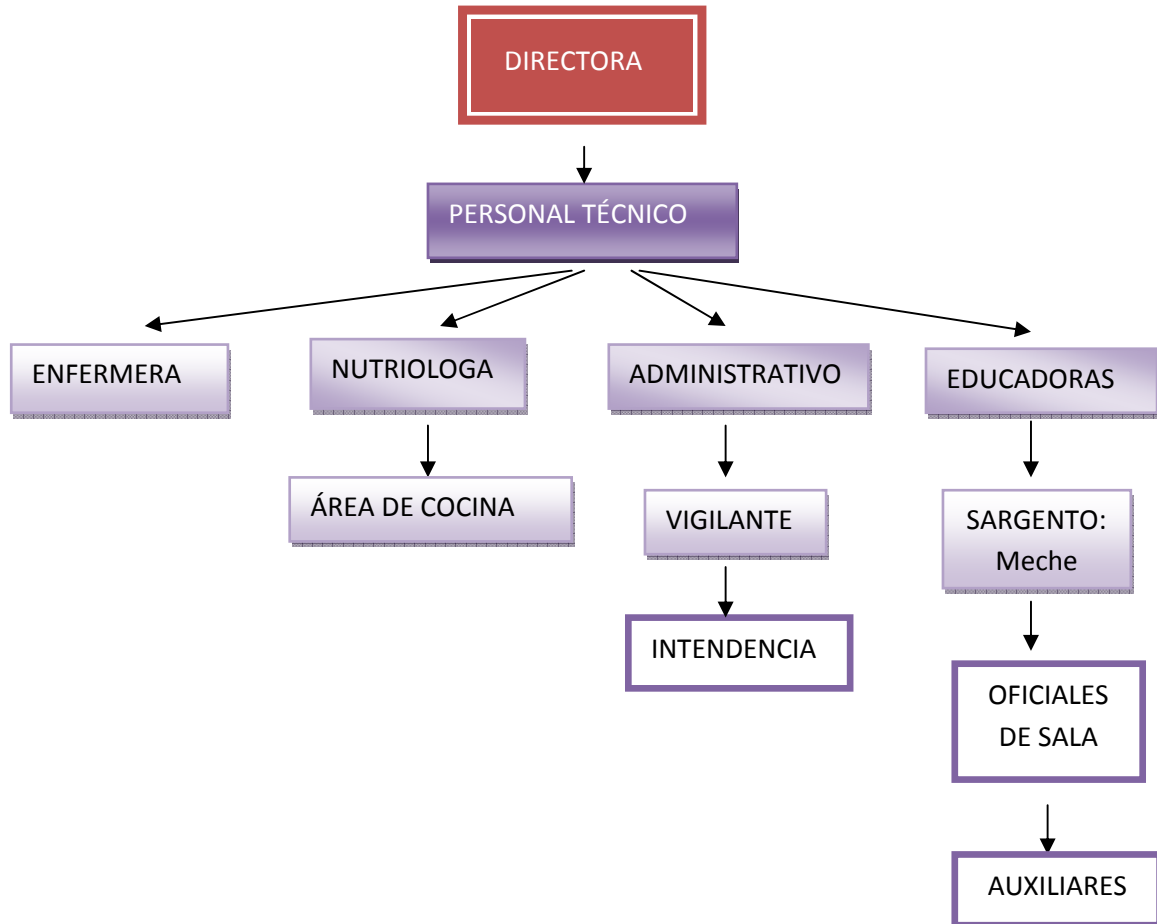 DIRECTORA
PERSONAL TÉCNICO
ENFERMERA
NUTRIOLOGA
ADMINISTRATIVO
EDUCADORAS
ÁREA DE COCINA
VIGILANTE
SARGENTO:
Meche
INTENDENCIA
OFICIALES
DE SALA
AUXILIARES